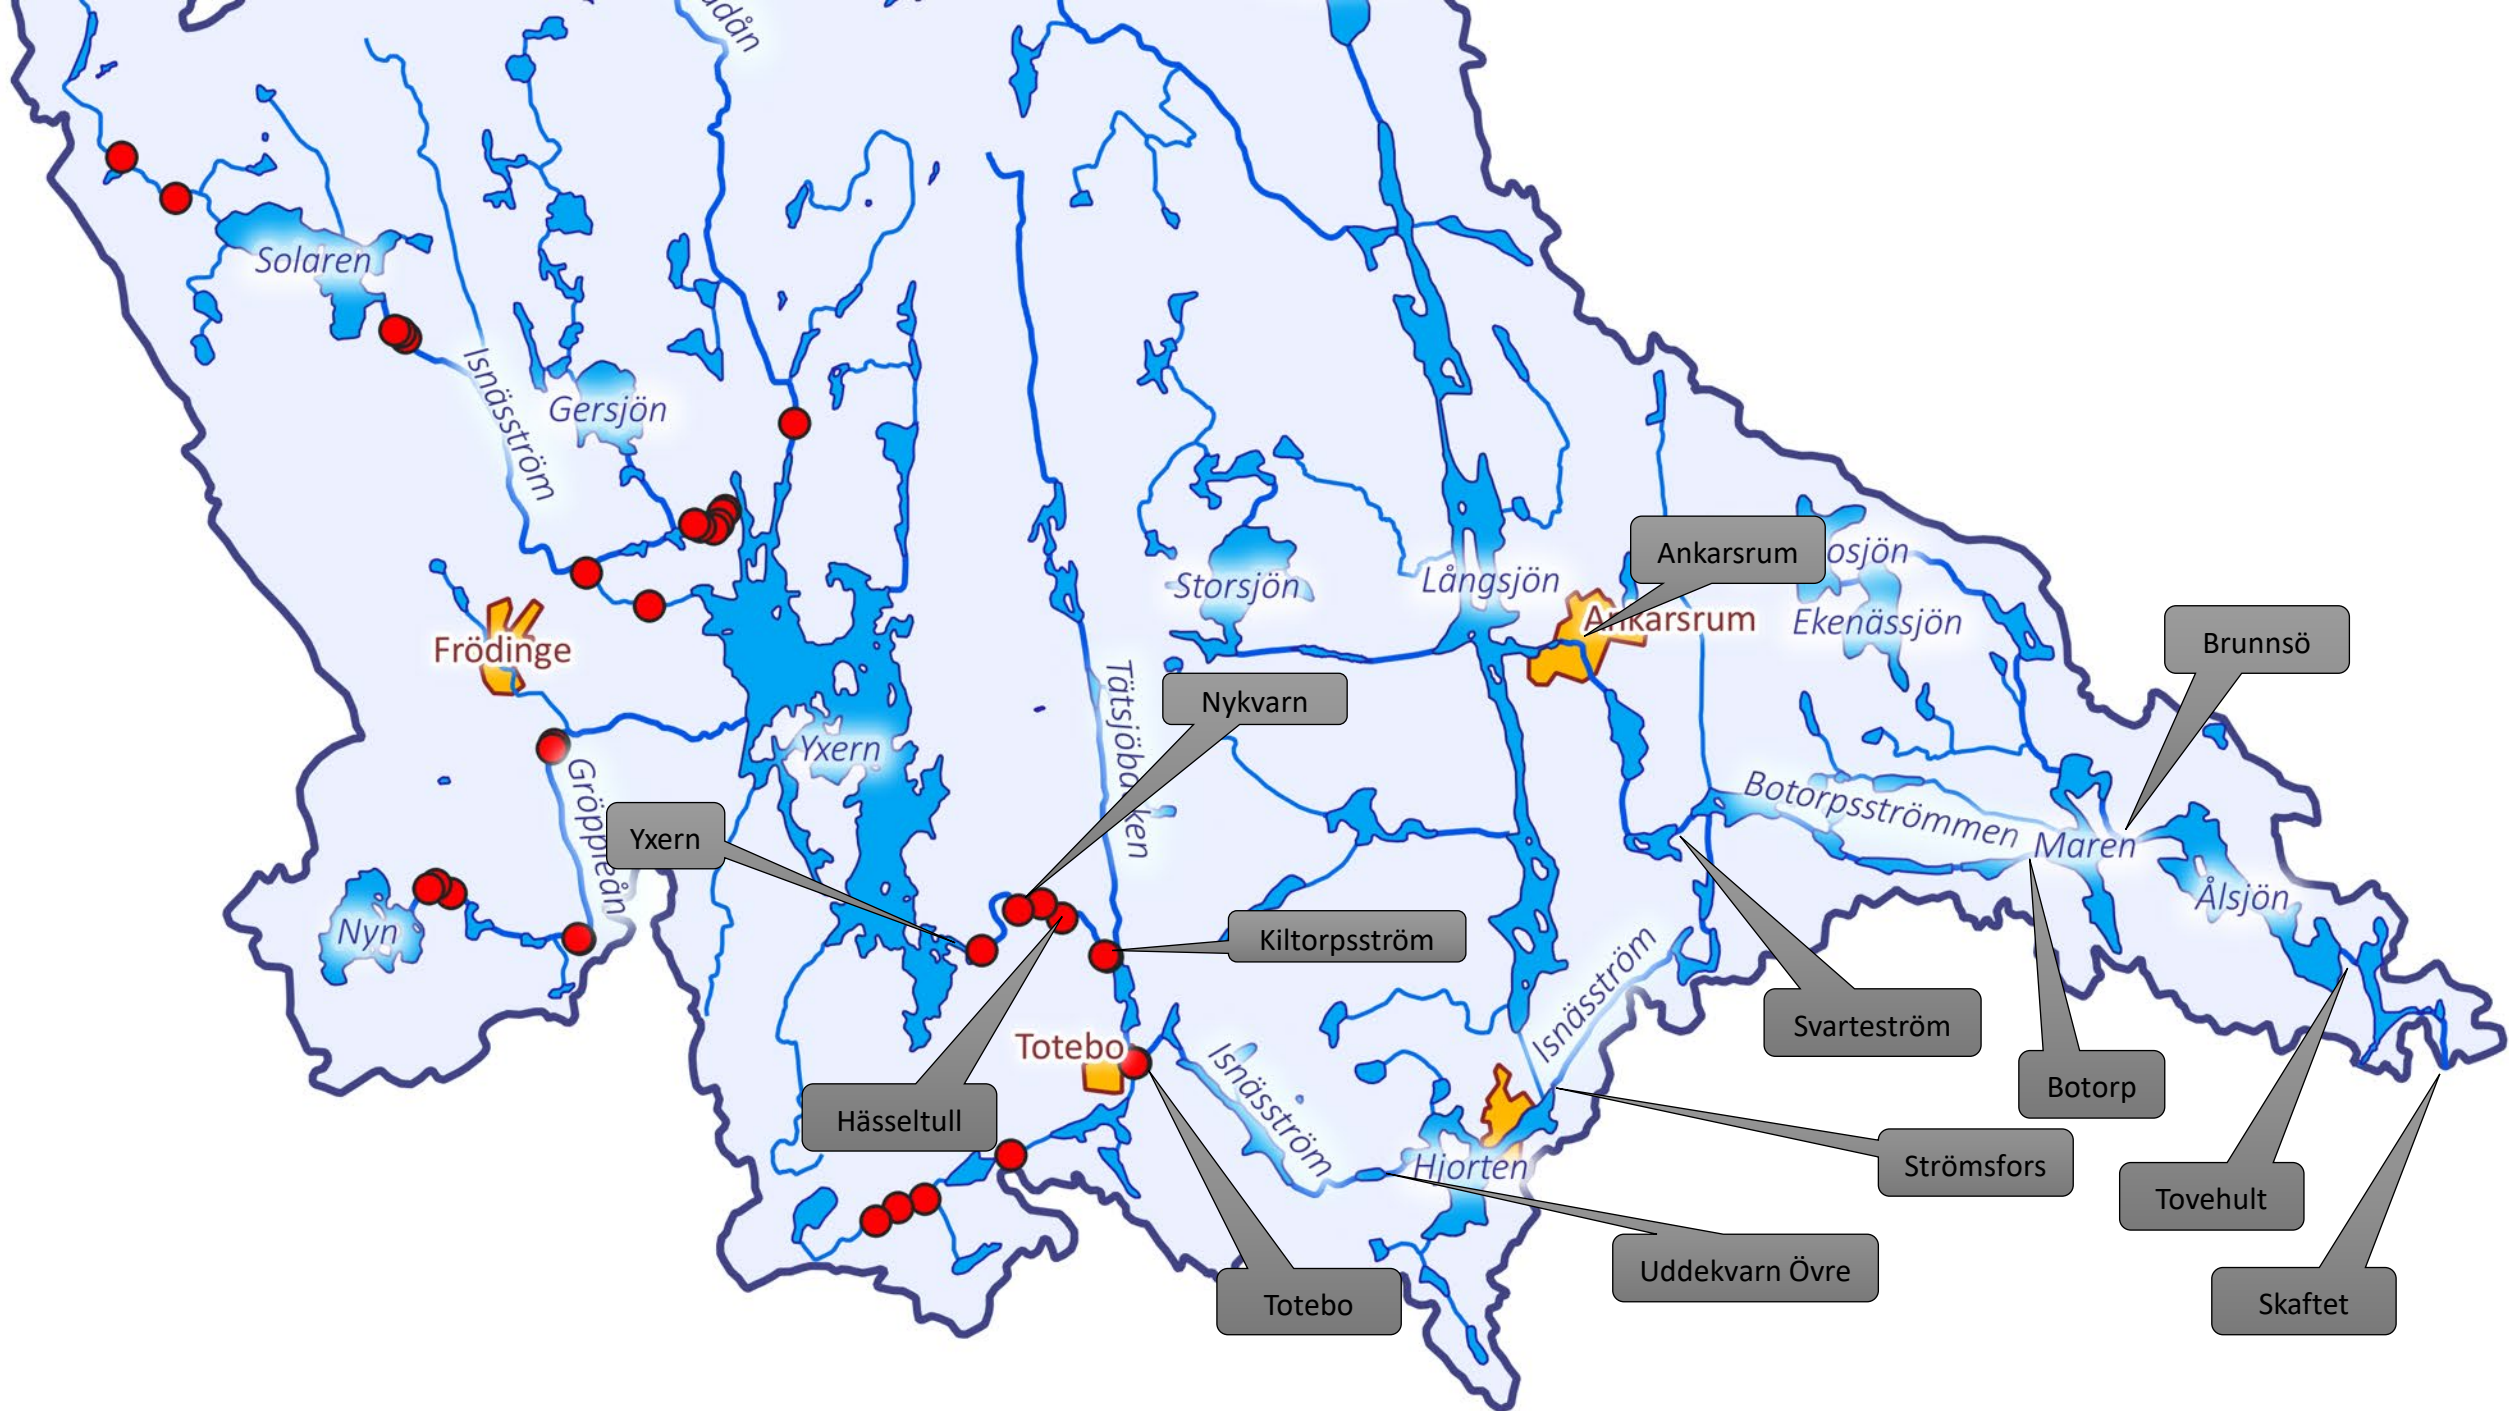 Solaren
Isnäsström
Gersjön
Ankarsrum
Storsjön
Långsjön
Ankarsrum
Ekenässjön
Brunnsö
Frödinge
Tätsjöbäcken
Nykvarn
Yxern
Gröppleån
Yxern
Botorpsströmmen
Maren
Ålsjön
Nyn
Kiltorpsström
Isnässtrom
Svarteström
Totebo
Botorp
Isnäsström
Hässeltull
Hjorten
Strömsfors
Tovehult
Uddekvarn Övre
Totebo
Skaftet